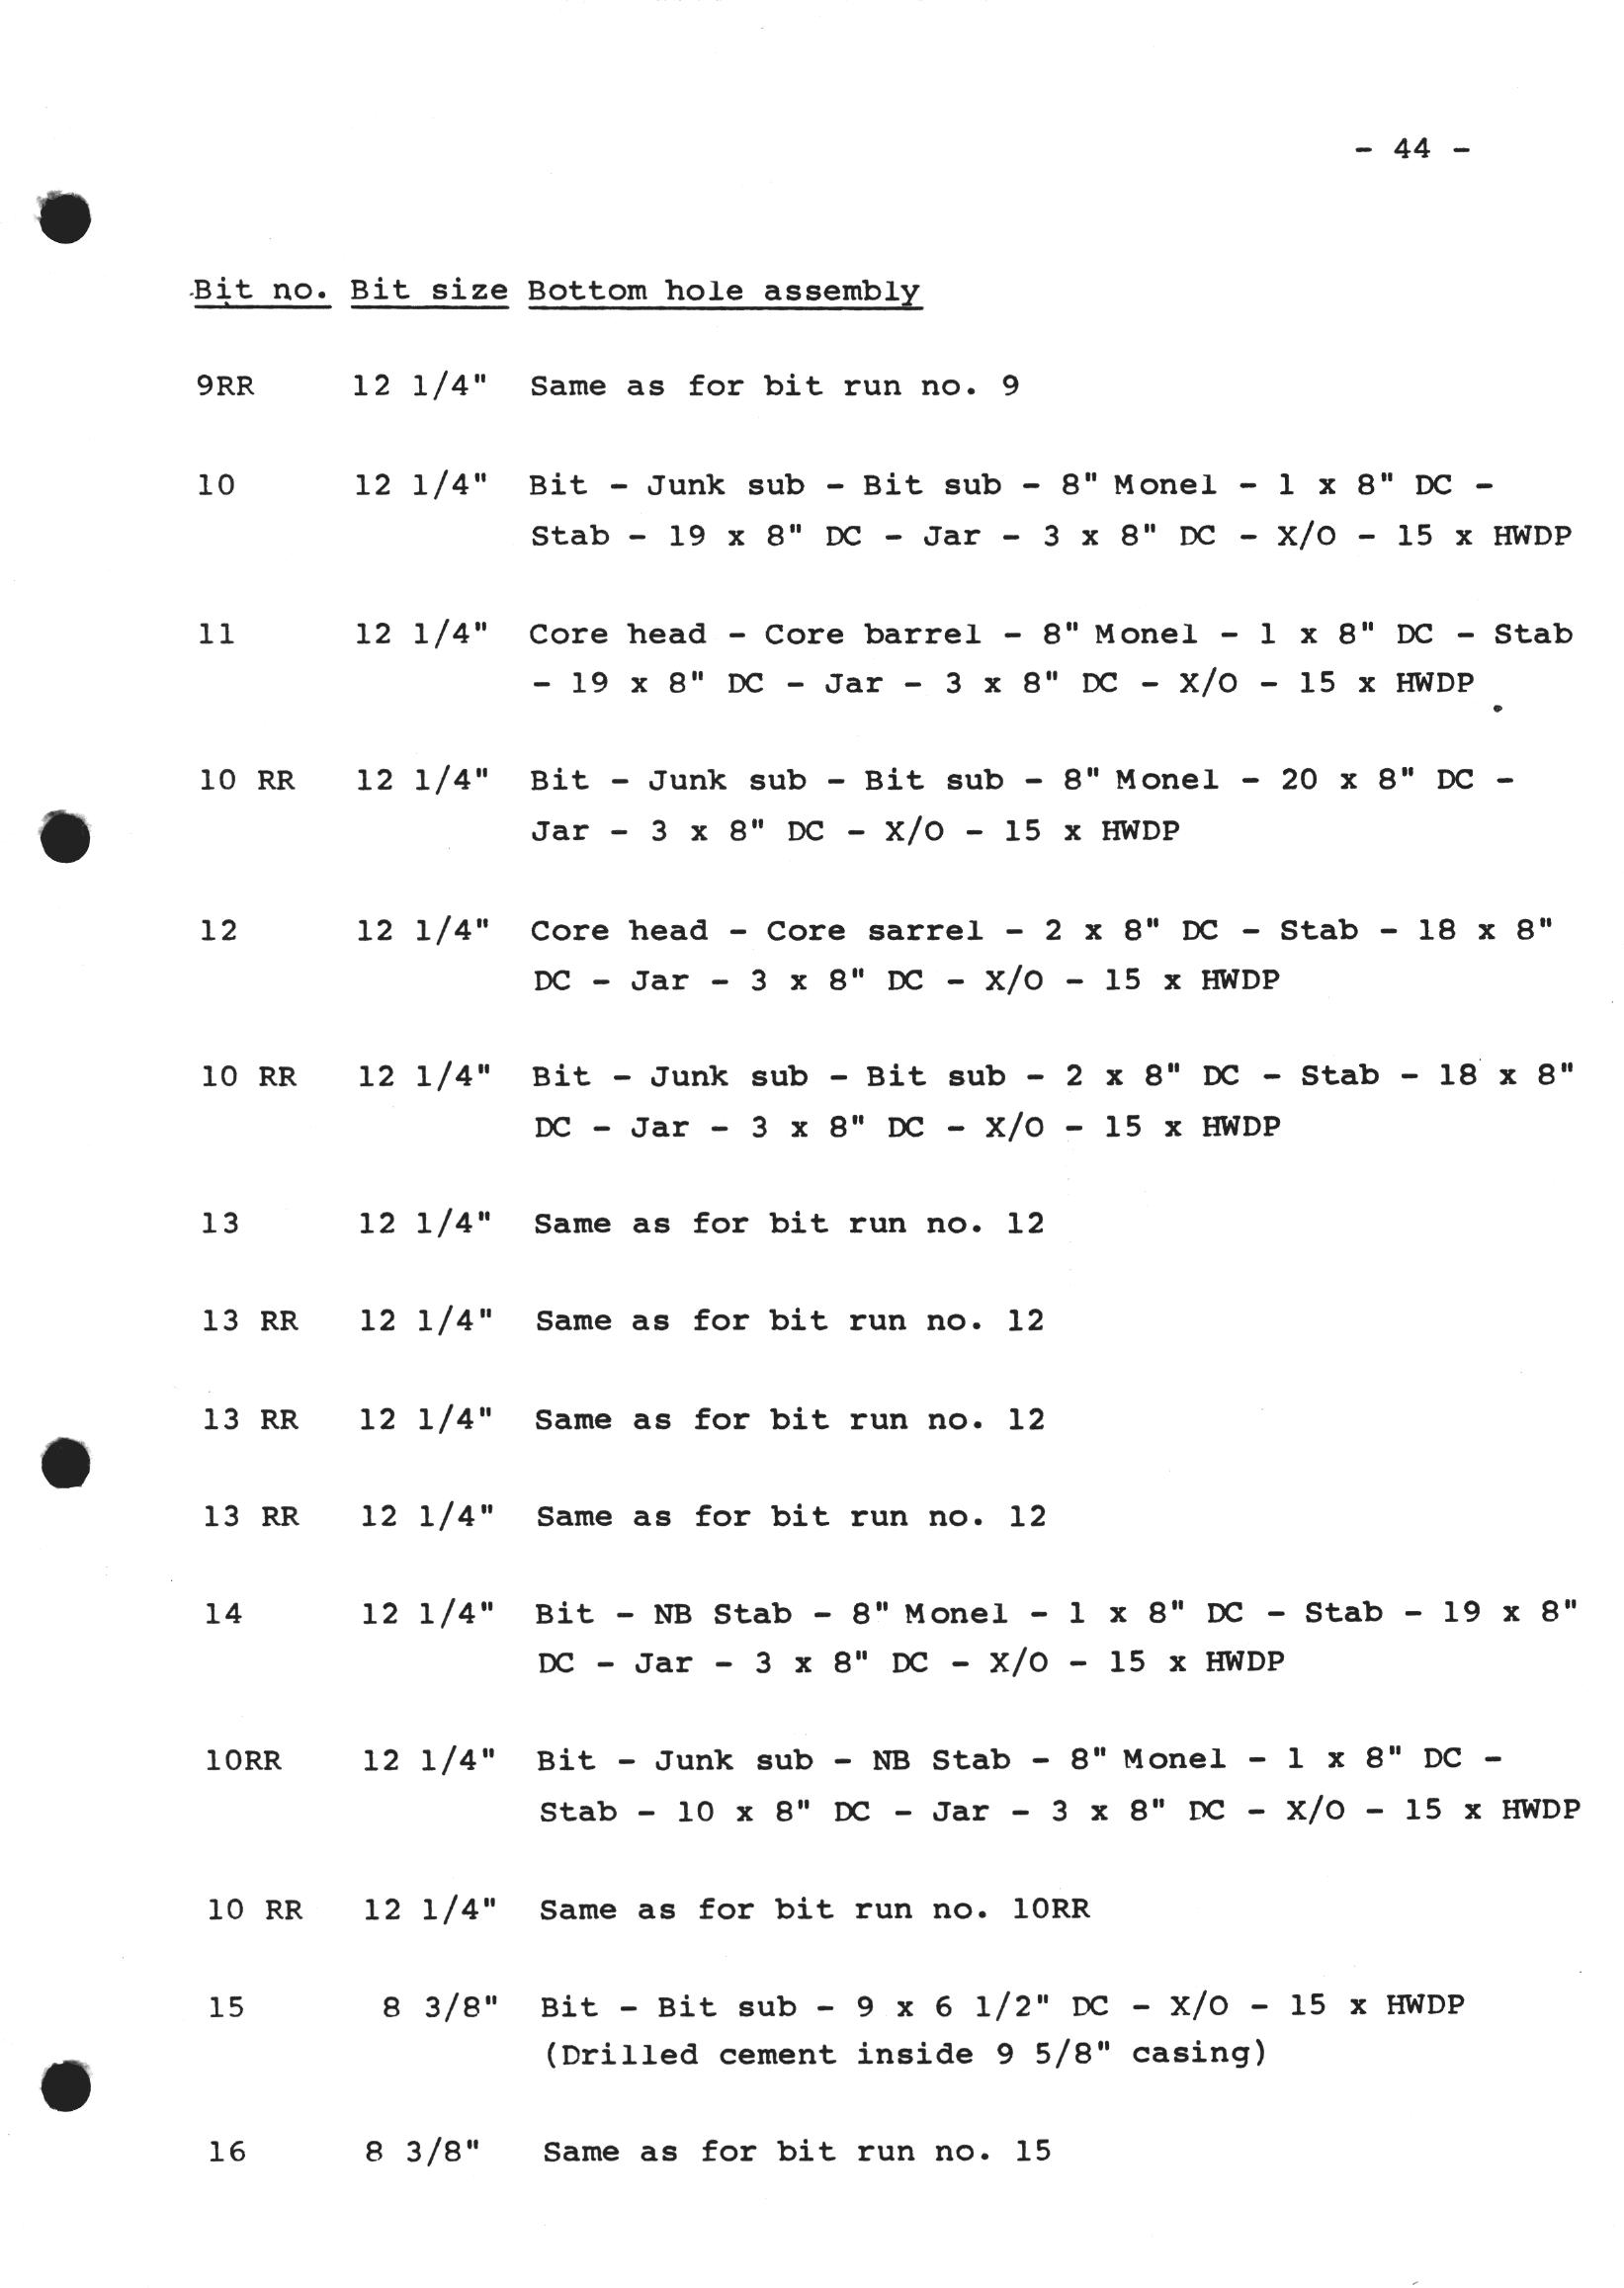 - 44 -
Bit no. Bit size Bottom hole assembly
9RR 12 1/4" Same as for bit run no. 9
10 12 1/4" Bit - Junk sub - Bit sub - 8" Monel - 1 x 8" DC -
Stab - 19 x 8" DC - Jar - 3 x 8" DC - X/O - 15 x HWDP
11 12 1/4" Core head - Core barrel - 8" Monel - 1 x 8" DC - Stab
- 19 x 8" DC - Jar - 3 x 8" DC - X/O - 15 x HWDP
10 RR 12 1/4" Bit - Junk sub - Bit sub - 8" Monel - 20 x 8" DC -
Jar - 3 x 8" DC - X/O - 15 x HWDP
12 12 1/4" Core head - Core sarrel - 2 x 8" DC - Stab - 18 x 8"
DC - Jar - 3 x 8" DC - X/O - 15 x HWDP
10 RR 12 1/4" Bit - Junk sub - Bit sub - 2 x 8" DC - Stab - 18 x 8"
DC - Jar - 3 x 8" DC - X/O - 15 x HWDP
13 12 1/4" Same as for bit run no. 12
13 RR 12 1/4" Same as for bit run no. 12
13 RR 12 1/4" Same as for bit run no. 12
13 RR 12 1/4" Same as for bit run no. 12
14 12 1/4" Bit - NB Stab - 8" Monel - 1 x 8" DC - Stab - 19 x 8"
DC - Jar - 3 x 8" DC - X/O - 15 x HWDP
10RR 12 1/4" Bit - Junk sub - NB Stab - 8" Monel - 1 x 8" DC -
Stab - 10 x 8" DC - Jar - 3 x 8" DC - X/O - 15 x HWDP
10 RR 12 1/4" Same as for bit run no. 10RR
15 8 3/8" Bit - Bit sub - 9 x 6 1/2" DC - X/O - 15 x HWDP
(Drilled cement inside 9 5/8" casing)
16 8 3/8" Same as for bit run no. 15